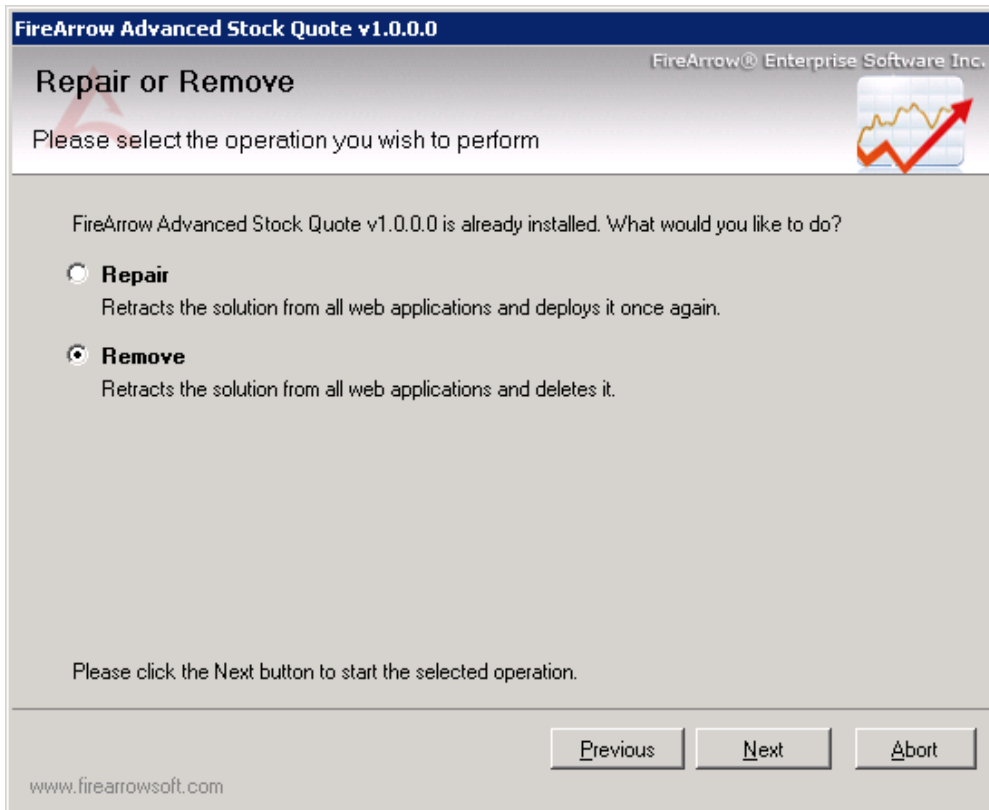 FireArrow Advanced Stock Quote v1.0.0.0
FireArrow® Enterprise Software Inc.
Repair or Remove
Please select the operation you wish to perform
FireArrow Advanced Stock Quote v1.0.0.0 is already installed. What would you like to do?
Repair
Retracts the solution from all web applications and deploys it once again.
Remove
Retracts the solution from all web applications and deletes it.
Please click the Next button to start the selected operation.
Previous Next Abort
www.firearrowsoft.com